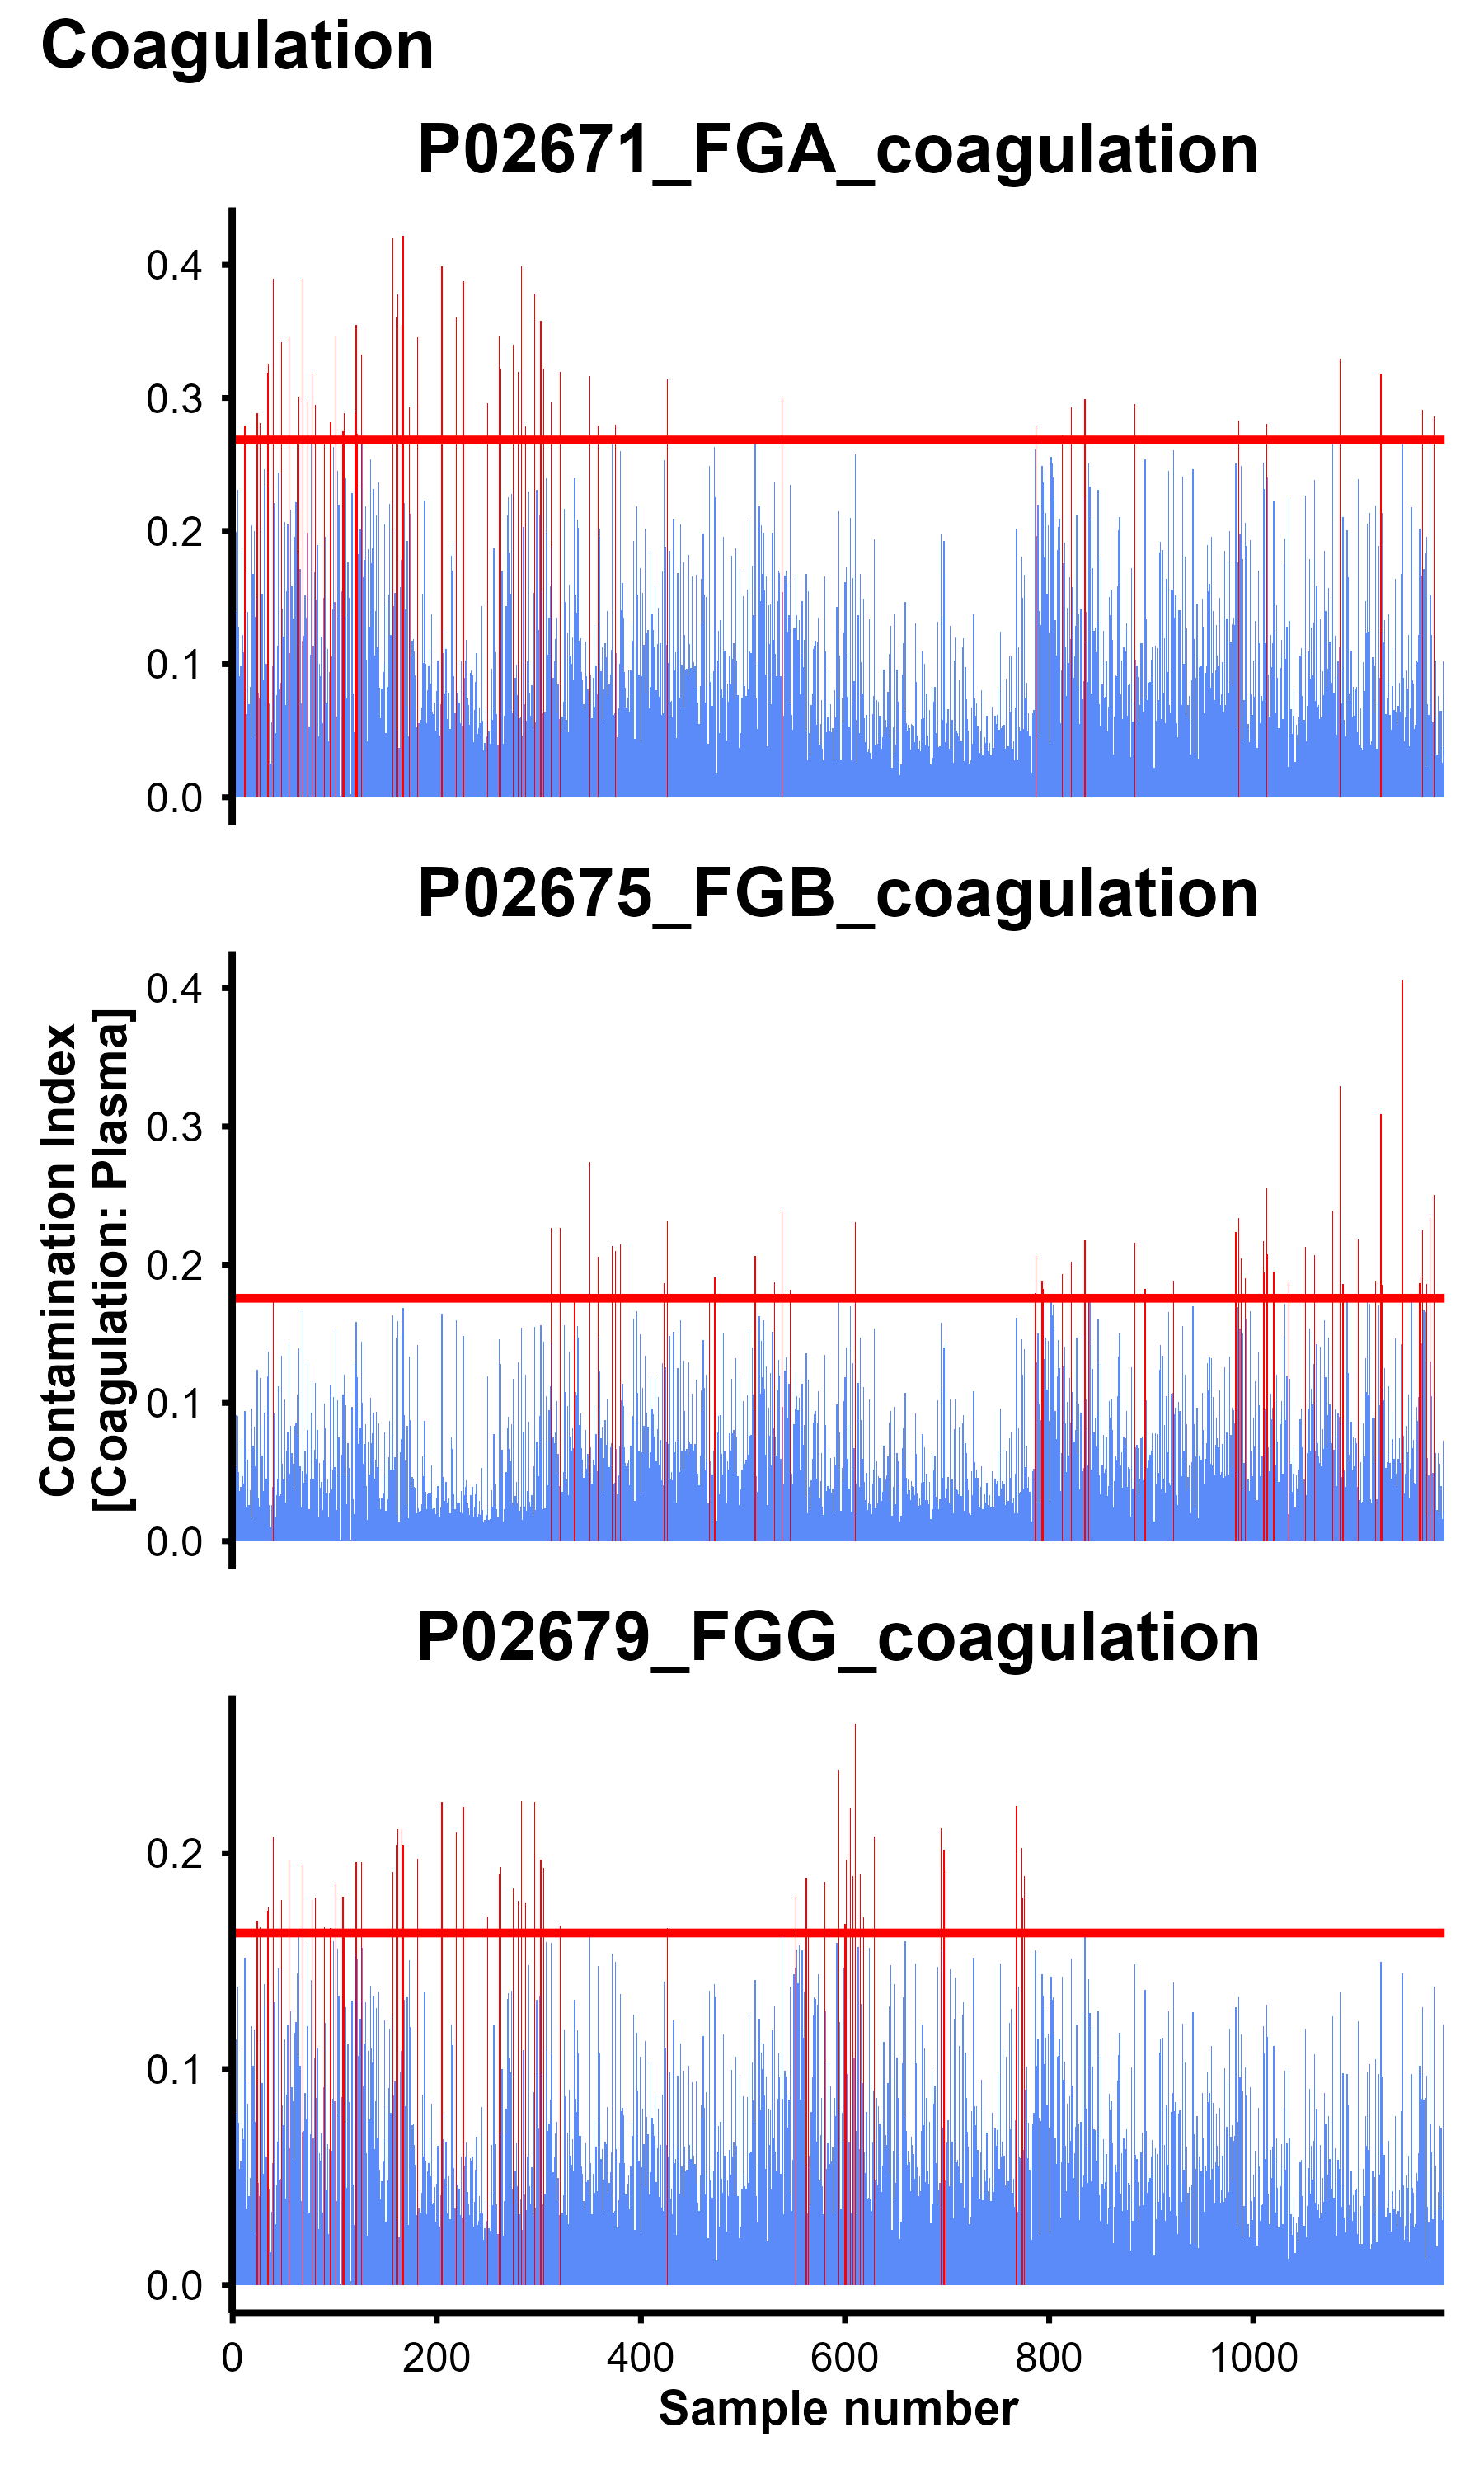 Coagulation
P02671_FGA_coagulation
0.4
0.3
0.2
0.1
0.0
P02675_FGB_coagulation
Contamination Index
[Coagulation: Plasma]
0.4
0.3
0.2
0.1
0.0
P02679_FGG_coagulation
0.2
0.1
0.0
0 200 400 600 800 1000
Sample number